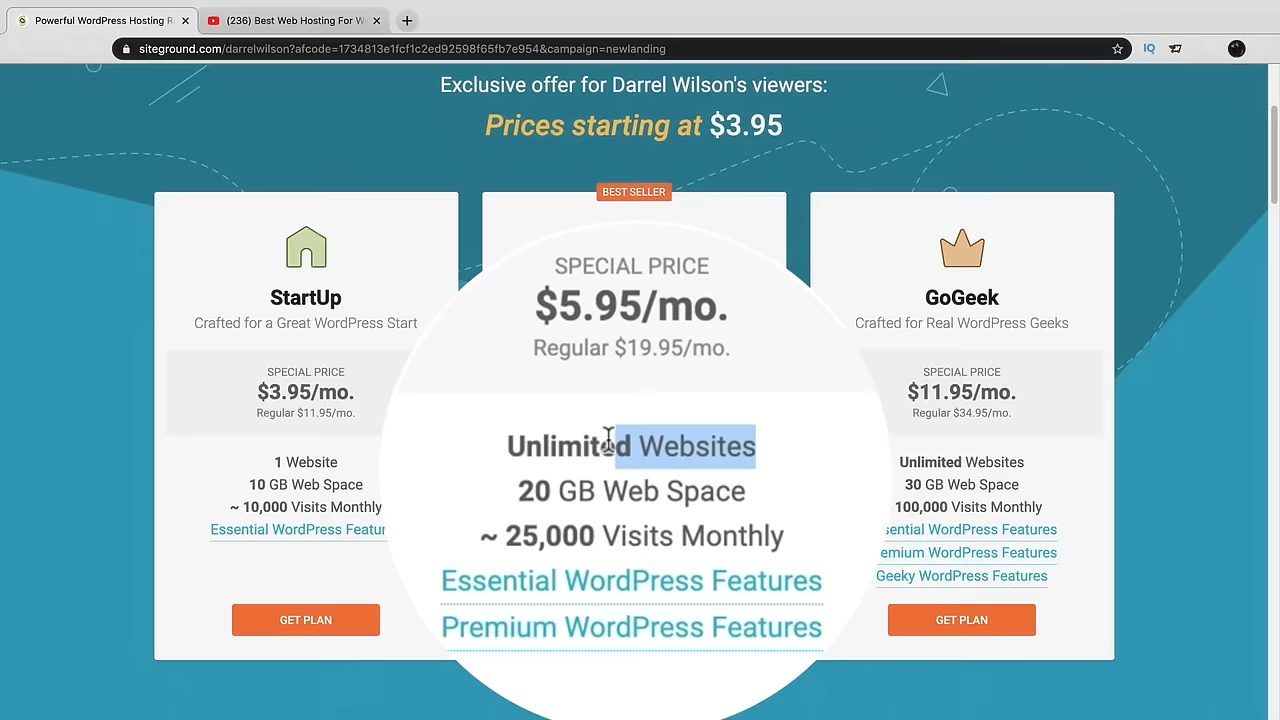 Powerful WordPress Hosting R
(236) Best Web Hosting For W
siteground.com/darrelwilson?afcode=1734813e1fcf1c2ed92598f65fb7e954&campaign=newlanding
IQ
Exclusive offer for Darrel Wilson's viewers:
Prices starting at $3.95
StartUp
Crafted for a Great WordPress Start
SPECIAL PRICE
$3.95/mo.
Regular $11.95/mo.
1 Website
10 GB Web Space
~ 10,000 Visits Monthly
Essential WordPress Featur
GET PLAN
BEST SELLER
SPECIAL PRICE
$5.95/mo.
Regular $19.95/mo.
Unlimited Websites
20 GB Web Space
~ 25,000 Visits Monthly
Essential WordPress Features
Premium WordPress Features
GoGeek
Crafted for Real WordPress Geeks
SPECIAL PRICE
$11.95/mo.
Regular $34.95/mo.
Unlimited Websites
30 GB Web Space
100,000 Visits Monthly
sential WordPress Features
emium WordPress Features
Geeky WordPress Features
GET PLAN